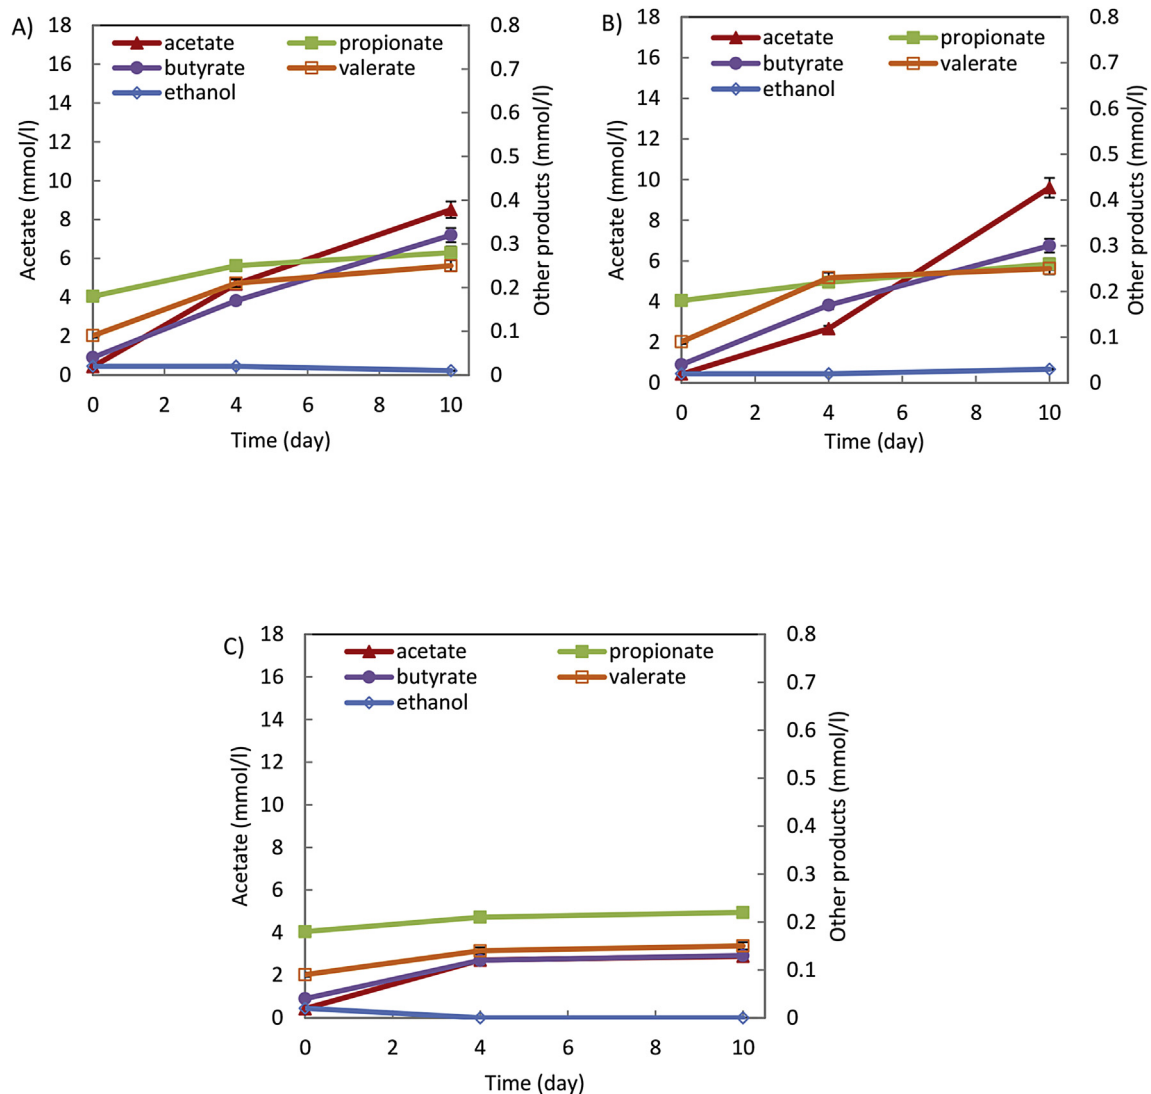 A)
acetate
propionate
butyrate
valerate
ethanol
18
16
14
12
10
8
6
4
2
0
Acetate (mmol/l)
0.8
0.7
0.6
0.5
0.4
0.3
0.2
0.1
0
Other products (mmol/l)
0 2 4 6 8 10
Time (day)
B)
acetate
propionate
butyrate
valerate
ethanol
18
16
14
12
10
8
6
4
2
0
Acetate (mmol/l)
0.8
0.7
0.6
0.5
0.4
0.3
0.2
0.1
0
Other products (mmol/l)
0 2 4 6 8 10
Time (day)
C)
acetate
propionate
butyrate
valerate
ethanol
18
16
14
12
10
8
6
4
2
0
Acetate (mmol/l)
0.8
0.7
0.6
0.5
0.4
0.3
0.2
0.1
0
Other products (mmol/l)
0 2 4 6 8 10
Time (day)